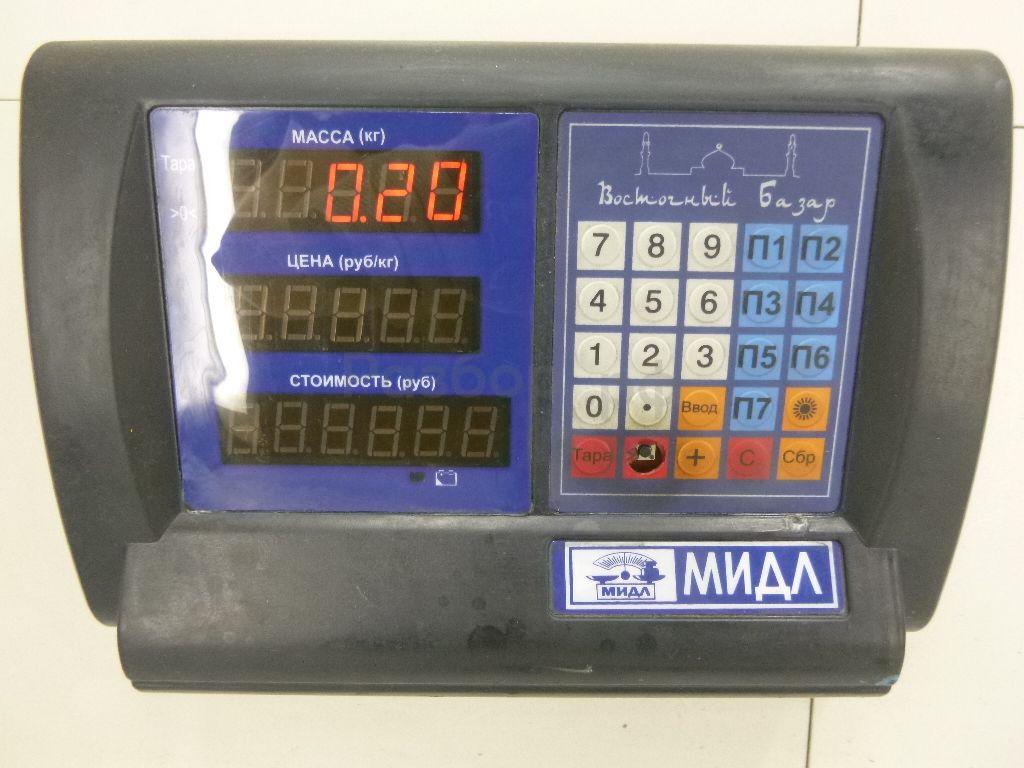 МАССА (кг)
Тара
0.20
>0<
ЦЕНА (руб/кг)
СТОИМОСТЬ (руб)
Восточный Базар
7 8 9 П1 П2
4 5 6 П3 П4
1 2 3 П5 П6
0 . Ввод П7
Тара + С Сбр
МИДЛ
МИДЛ